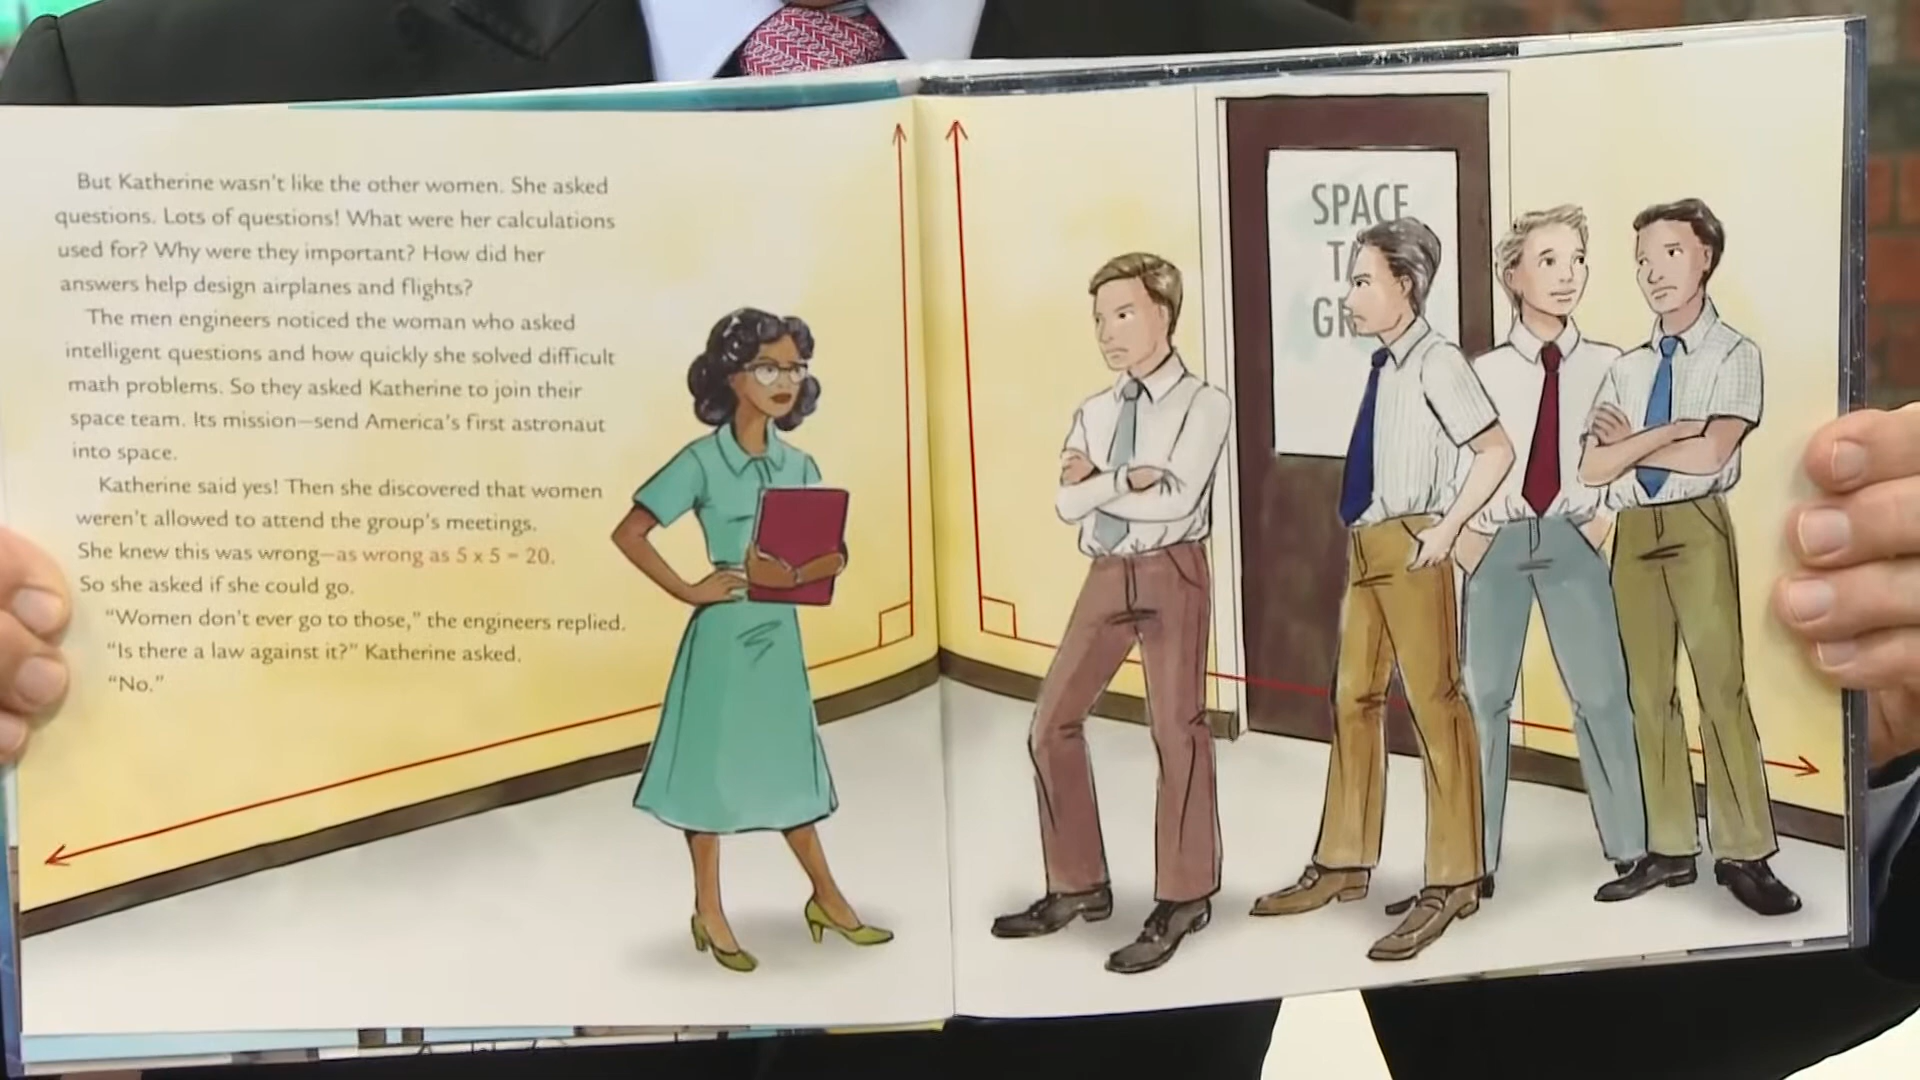 But Katherine wasn't like the other women. She asked
questions. Lots of questions! What were her calculations
used for? Why were they important? How did her
answers help design airplanes and flights?
The men engineers noticed the woman who asked
intelligent questions and how quickly she solved difficult
math problems. So they asked Katherine to join their
space team. Its mission—send America's first astronaut
into space.
Katherine said yes! Then she discovered that women
weren't allowed to attend the group's meetings.
She knew this was wrong—as wrong as 5 x 5 = 20.
So she asked if she could go.
"Women don't ever go to those," the engineers replied.
"Is there a law against it?" Katherine asked.
"No."
SPACE